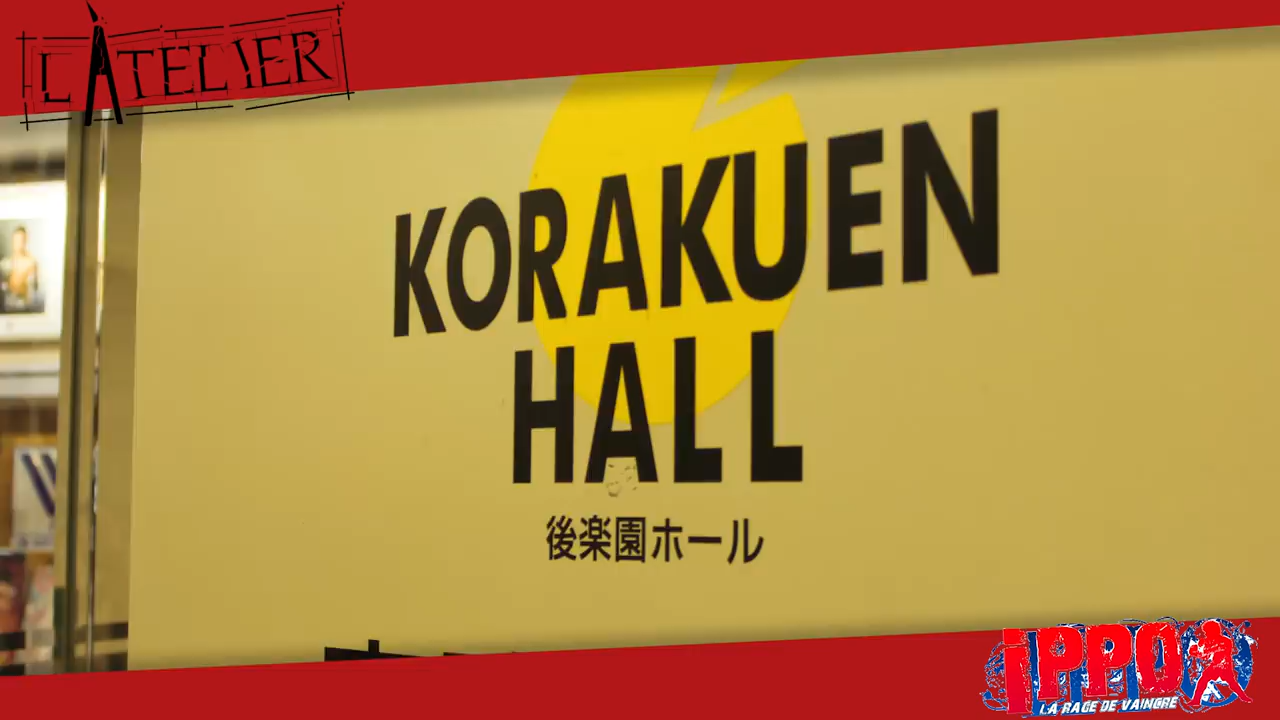 L'ATELIER
KORAKUEN
HALL
後楽園ホール
IPPO
LA RAGE DE VAINCRE